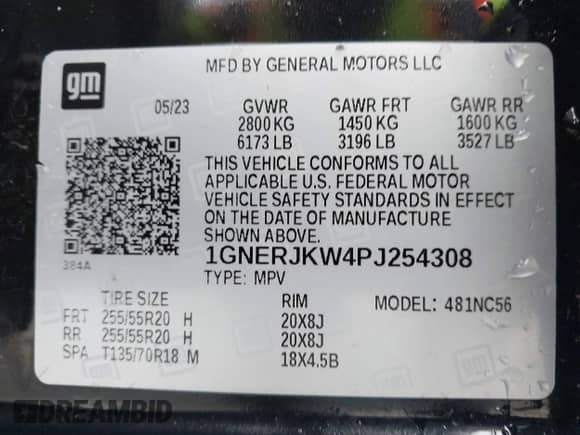 gm
MFD BY GENERAL MOTORS LLC
05/23 GVWR GAWR FRT GAWR RR
2800 KG 1450 KG 1600 KG
6173 LB 3196 LB 3527 LB
THIS VEHICLE CONFORMS TO ALL
APPLICABLE U.S. FEDERAL MOTOR
VEHICLE SAFETY STANDARDS IN EFFECT
ON THE DATE OF MANUFACTURE
SHOWN ABOVE.
384A
1GNERJKW4PJ254308
TYPE: MPV
TIRE SIZE RIM MODEL: 481NC56
FRT 255/55R20 H 20X8J
RR 255/55R20 H 20X8J
SPA T135/70R18 M 18X4.5B
DREAMBID